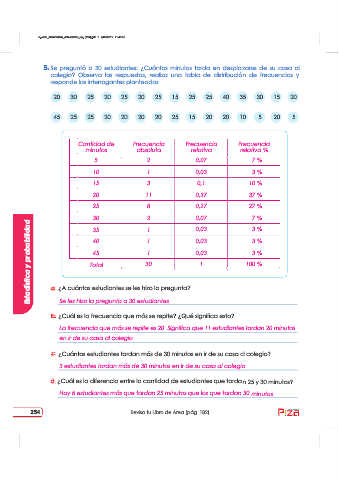 5. Se preguntó a 30 estudiantes: ¿Cuántos minutos tarda en desplazarse de su casa al
colegio? Observa las respuestas, realiza una tabla de distribución de frecuencias y
responde las interrogantes planteadas
20 30 25 20 25 20 25 15 25 25 40 35 30 15 20
45 25 25 20 20 20 20 25 15 20 20 10 5 20 5
Cantidad de minutos Frecuencia absoluta Frecuencia relativa Frecuencia relativa %
5 2 0,07 7 %
10 1 0,03 3 %
15 3 0,1 10 %
20 11 0,37 37 %
25 8 0,27 27 %
30 2 0,07 7 %
35 1 0,03 3 %
40 1 0,03 3 %
45 1 0,03 3 %
Total 30 1 100 %
Estadística y probabilidad
a. ¿A cuántos estudiantes se les hizo la pregunta?
Se les hizo la pregunta a 30 estudiantes
b. ¿Cuál es la frecuencia que más se repite? ¿Qué significa esto?
La frecuencia que más se repite es 20. Significa que 11 estudiantes tardan 20 minutos
en ir de su casa al colegio
c. ¿Cuántos estudiantes tardan más de 30 minutos en ir de su casa al colegio?
3 estudiantes tardan más de 30 minutos en ir de su casa al colegio
d. ¿Cuál es la diferencia entre la cantidad de estudiantes que tardan 25 y 30 minutos?
Hay 6 estudiantes más que tardan 25 minutos que los que tardan 30 minutos
254
Revisa tu Libro de Área (pág. 102).
Piza